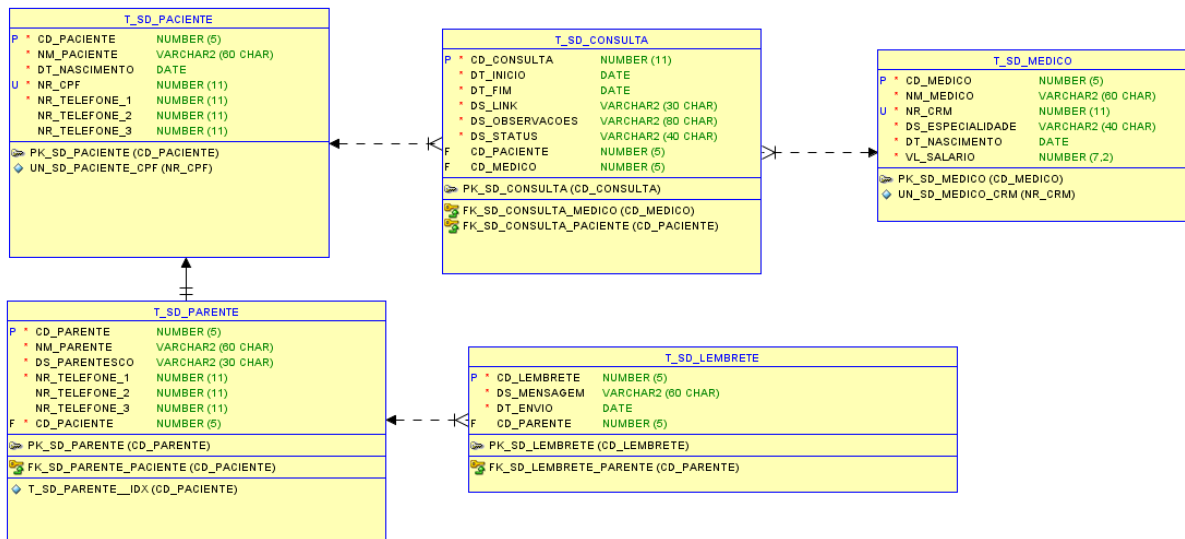 T_SD_PACIENTE
P * CD_PACIENTE NUMBER (5)
* NM_PACIENTE VARCHAR2 (60 CHAR)
* DT_NASCIMENTO DATE
U * NR_CPF NUMBER (11)
* NR_TELEFONE_1 NUMBER (11)
NR_TELEFONE_2 NUMBER (11)
NR_TELEFONE_3 NUMBER (11)
PK_SD_PACIENTE (CD_PACIENTE)
UN_SD_PACIENTE_CPF (NR_CPF)
T_SD_CONSULTA
P * CD_CONSULTA NUMBER (11)
* DT_INICIO DATE
* DT_FIM DATE
* DS_LINK VARCHAR2 (30 CHAR)
* DS_OBSERVACOES VARCHAR2 (80 CHAR)
* DS_STATUS VARCHAR2 (40 CHAR)
F CD_PACIENTE NUMBER (5)
F CD_MEDICO NUMBER (5)
PK_SD_CONSULTA (CD_CONSULTA)
FK_SD_CONSULTA_MEDICO (CD_MEDICO)
FK_SD_CONSULTA_PACIENTE (CD_PACIENTE)
T_SD_MEDICO
P * CD_MEDICO NUMBER (5)
* NM_MEDICO VARCHAR2 (60 CHAR)
U * NR_CRM NUMBER (11)
* DS_ESPECIALIDADE VARCHAR2 (40 CHAR)
* DT_NASCIMENTO DATE
* VL_SALARIO NUMBER (7,2)
PK_SD_MEDICO (CD_MEDICO)
UN_SD_MEDICO_CRM (NR_CRM)
T_SD_PARENTE
P * CD_PARENTE NUMBER (5)
* NM_PARENTE VARCHAR2 (60 CHAR)
* DS_PARENTESCO VARCHAR2 (30 CHAR)
* NR_TELEFONE_1 NUMBER (11)
NR_TELEFONE_2 NUMBER (11)
NR_TELEFONE_3 NUMBER (11)
F * CD_PACIENTE NUMBER (5)
PK_SD_PARENTE (CD_PARENTE)
FK_SD_PARENTE_PACIENTE (CD_PACIENTE)
T_SD_PARENTE__IDX (CD_PACIENTE)
T_SD_LEMBRETE
P * CD_LEMBRETE NUMBER (5)
* DS_MENSAGEM VARCHAR2 (60 CHAR)
* DT_ENVIO DATE
F CD_PARENTE NUMBER (5)
PK_SD_LEMBRETE (CD_LEMBRETE)
FK_SD_LEMBRETE_PARENTE (CD_PARENTE)